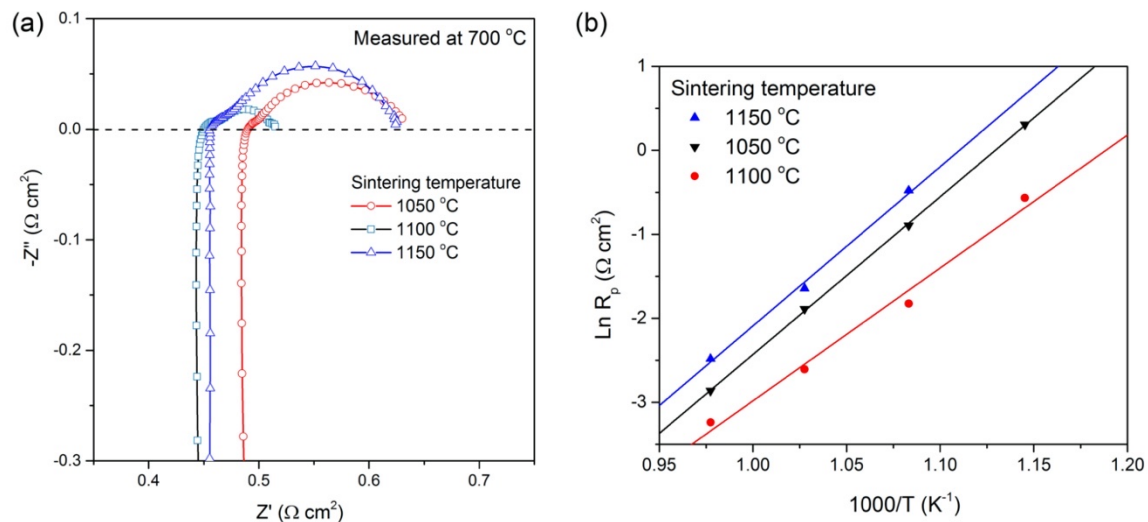 (a)
Measured at 700 °C
0.1
0.0
-0.1
-0.2
-0.3
-Z" (Ω cm²)
Sintering temperature
1050 °C
1100 °C
1150 °C
0.4 0.5 0.6 0.7
Z' (Ω cm²)
(b)
Sintering temperature
1150 °C
1050 °C
1100 °C
1
0
-1
-2
-3
Ln Rₚ (Ω cm²)
0.95 1.00 1.05 1.10 1.15 1.20
1000/T (K⁻¹)